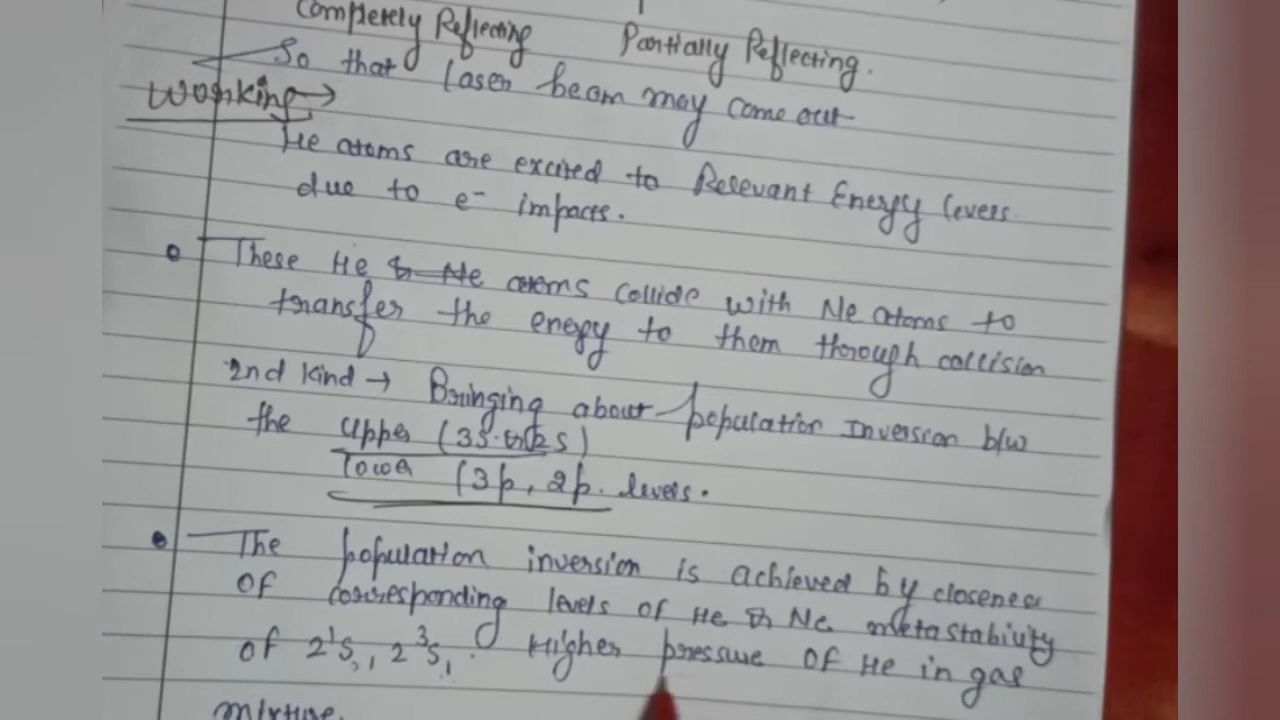 Completely Reflecting Partially Reflecting.
So that Laser beam may come out
Working →
He atoms are excited to Relevant Energy levels
due to e⁻ impacts.
These He & Ne atoms collide with Ne atoms to
transfer the energy to them through collision
2nd kind → Bringing about population Inversion b/w
the upper (3s & 2s)
lower (3p, 2p. levels.
The population inversion is achieved by closeness
of corresponding levels of He & Ne metastability
of 2¹S, 2³S₁. Higher pressure of He in gas
mixture.